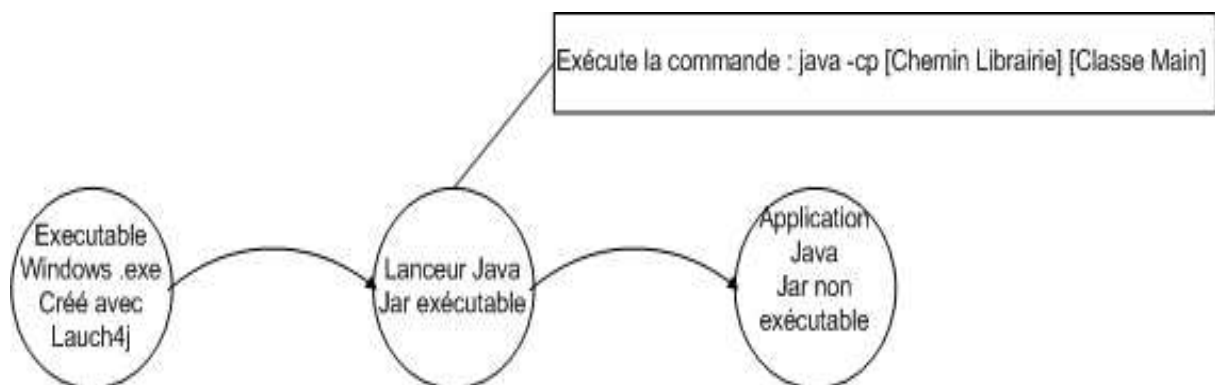 Exécute la commande : java -cp [Chemin Librairie] [Classe Main]
Executable
Windows .exe
Créé avec
Lauch4j
Lanceur Java
Jar exécutable
Application
Java
Jar non
exécutable